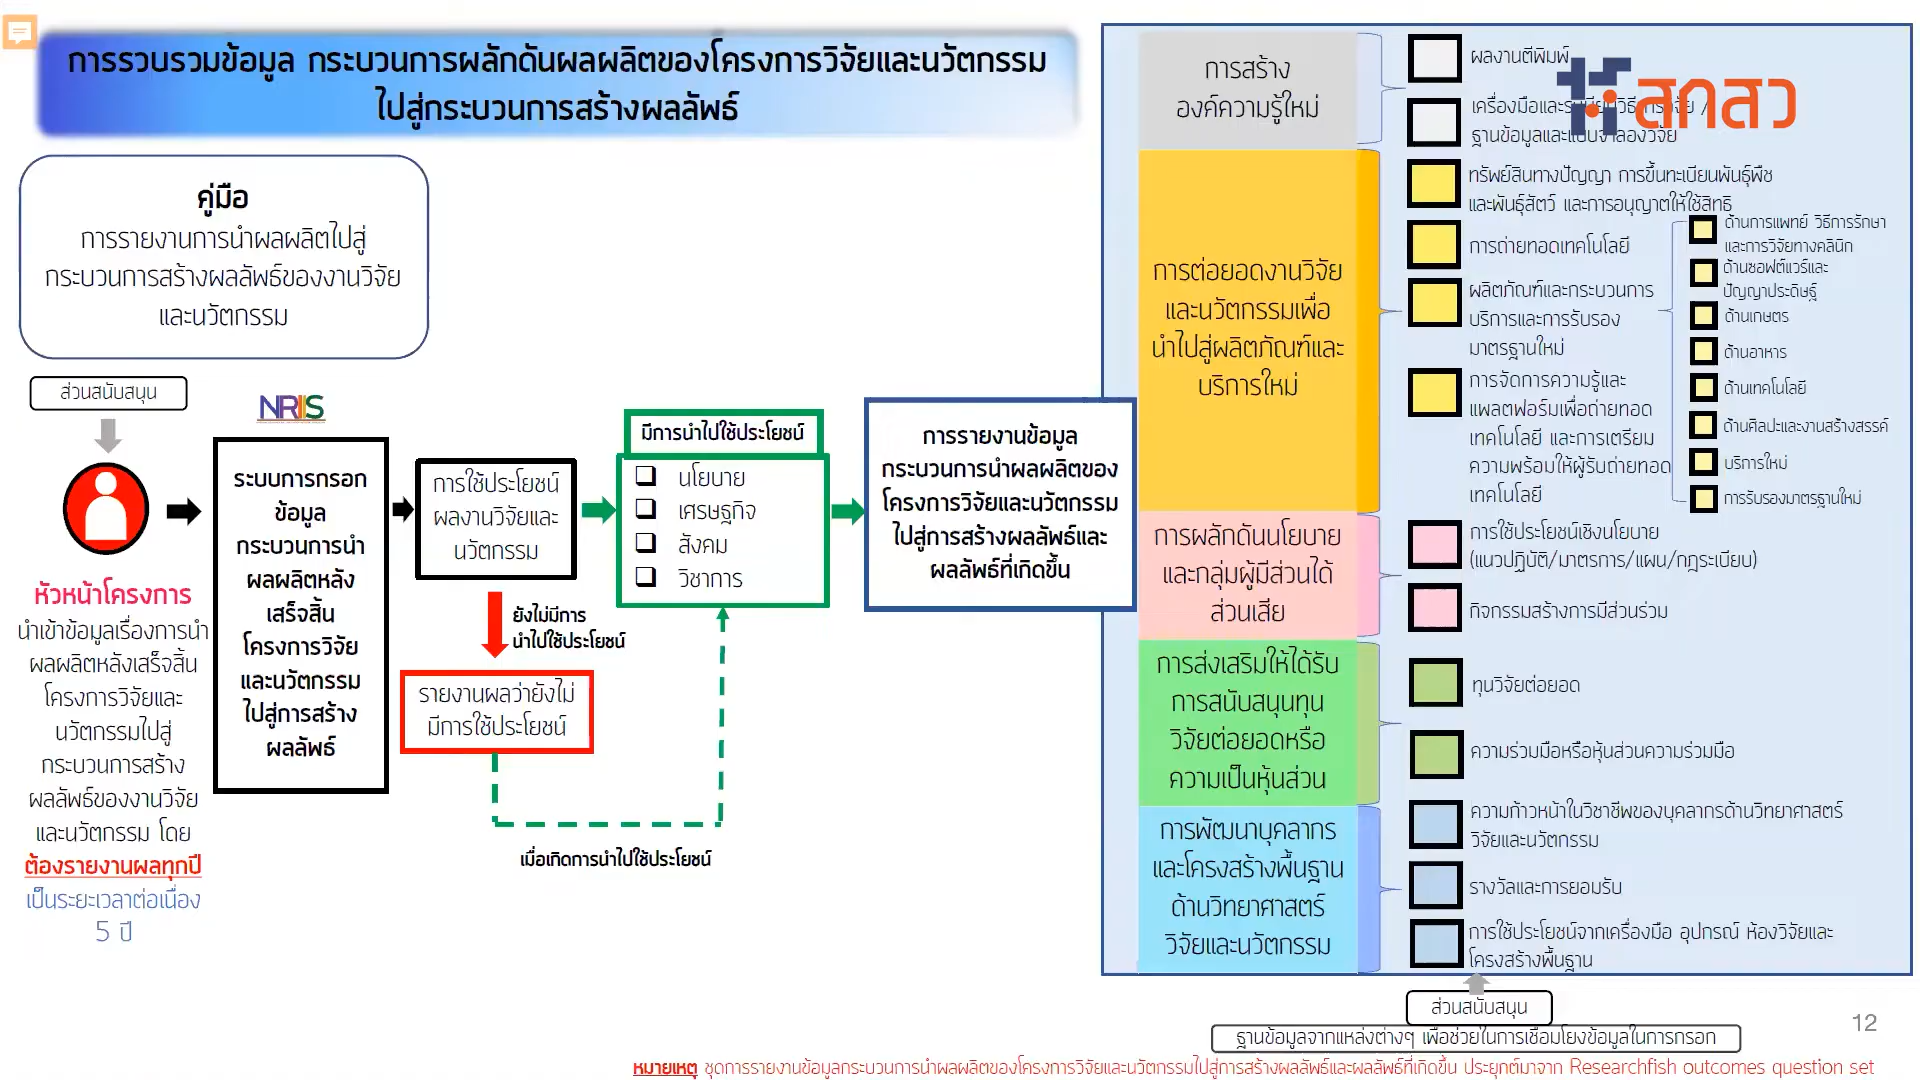 การรวบรวมข้อมูล กระบวนการผลักดันผลผลิตของโครงการวิจัยและนวัตกรรม
ไปสู่กระบวนการสร้างผลลัพธ์
คู่มือ
การรายงานการนำผลผลิตไปสู่
กระบวนการสร้างผลลัพธ์ของงานวิจัย
และนวัตกรรม
ส่วนสนับสนุน
หัวหน้าโครงการ
นำเข้าข้อมูลเรื่องการนำ
ผลผลิตหลังเสร็จสิ้น
โครงการวิจัยและ
นวัตกรรมไปสู่
กระบวนการสร้าง
ผลลัพธ์ของงานวิจัย
และนวัตกรรม โดย
ต้องรายงานผลทุกปี
เป็นระยะเวลาต่อเนื่อง
5 ปี
NRIIS
ระบบการกรอก
ข้อมูล
กระบวนการนำ
ผลผลิตหลัง
เสร็จสิ้น
โครงการวิจัย
และนวัตกรรม
ไปสู่การสร้าง
ผลลัพธ์
การใช้ประโยชน์
ผลงานวิจัยและ
นวัตกรรม
ยังไม่มีการ
นำไปใช้ประโยชน์
รายงานผลว่ายังไม่
มีการใช้ประโยชน์
เมื่อเกิดการนำไปใช้ประโยชน์
มีการนำไปใช้ประโยชน์
นโยบาย
เศรษฐกิจ
สังคม
วิชาการ
การรายงานข้อมูล
กระบวนการนำผลผลิตของ
โครงการวิจัยและนวัตกรรม
ไปสู่การสร้างผลลัพธ์และ
ผลลัพธ์ที่เกิดขึ้น
สกสว
การสร้าง
องค์ความรู้ใหม่
ผลงานตีพิมพ์
เครื่องมือและระเบียบวิธีการวิจัย /
ฐานข้อมูลและแบบจำลองวิจัย
การต่อยอดงานวิจัย
และนวัตกรรมเพื่อ
นำไปสู่ผลิตภัณฑ์และ
บริการใหม่
ทรัพย์สินทางปัญญา การขึ้นทะเบียนพันธุ์พืช
และพันธุ์สัตว์ และการอนุญาตให้ใช้สิทธิ
การถ่ายทอดเทคโนโลยี
ผลิตภัณฑ์และกระบวนการ
บริการและการรับรอง
มาตรฐานใหม่
การจัดการความรู้และ
แพลตฟอร์มเพื่อถ่ายทอด
เทคโนโลยี และการเตรียม
ความพร้อมให้ผู้รับถ่ายทอด
เทคโนโลยี
ด้านการแพทย์ วิธีการรักษา
และการวิจัยทางคลินิก
ด้านซอฟต์แวร์และ
ปัญญาประดิษฐ์
ด้านเกษตร
ด้านอาหาร
ด้านเทคโนโลยี
ด้านศิลปะและงานสร้างสรรค์
บริการใหม่
การรับรองมาตรฐานใหม่
การผลักดันนโยบาย
และกลุ่มผู้มีส่วนได้
ส่วนเสีย
การใช้ประโยชน์เชิงนโยบาย
(แนวปฏิบัติ/มาตรการ/แผน/กฎระเบียบ)
กิจกรรมสร้างการมีส่วนร่วม
การส่งเสริมให้ได้รับ
การสนับสนุนทุน
วิจัยต่อยอดหรือ
ความเป็นหุ้นส่วน
ทุนวิจัยต่อยอด
ความร่วมมือหรือหุ้นส่วนความร่วมมือ
การพัฒนาบุคลากร
และโครงสร้างพื้นฐาน
ด้านวิทยาศาสตร์
วิจัยและนวัตกรรม
ความก้าวหน้าในวิชาชีพของบุคลากรด้านวิทยาศาสตร์
วิจัยและนวัตกรรม
รางวัลและการยอมรับ
การใช้ประโยชน์จากเครื่องมือ อุปกรณ์ ห้องวิจัยและ
โครงสร้างพื้นฐาน
ส่วนสนับสนุน
ฐานข้อมูลจากแหล่งต่างๆ เพื่อช่วยในการเชื่อมโยงข้อมูลในการกรอก
12
หมายเหตุ ชุดการรายงานข้อมูลกระบวนการนำผลผลิตของโครงการวิจัยและนวัตกรรมไปสู่การสร้างผลลัพธ์และผลลัพธ์ที่เกิดขึ้น ประยุกต์มาจาก Researchfish outcomes question set